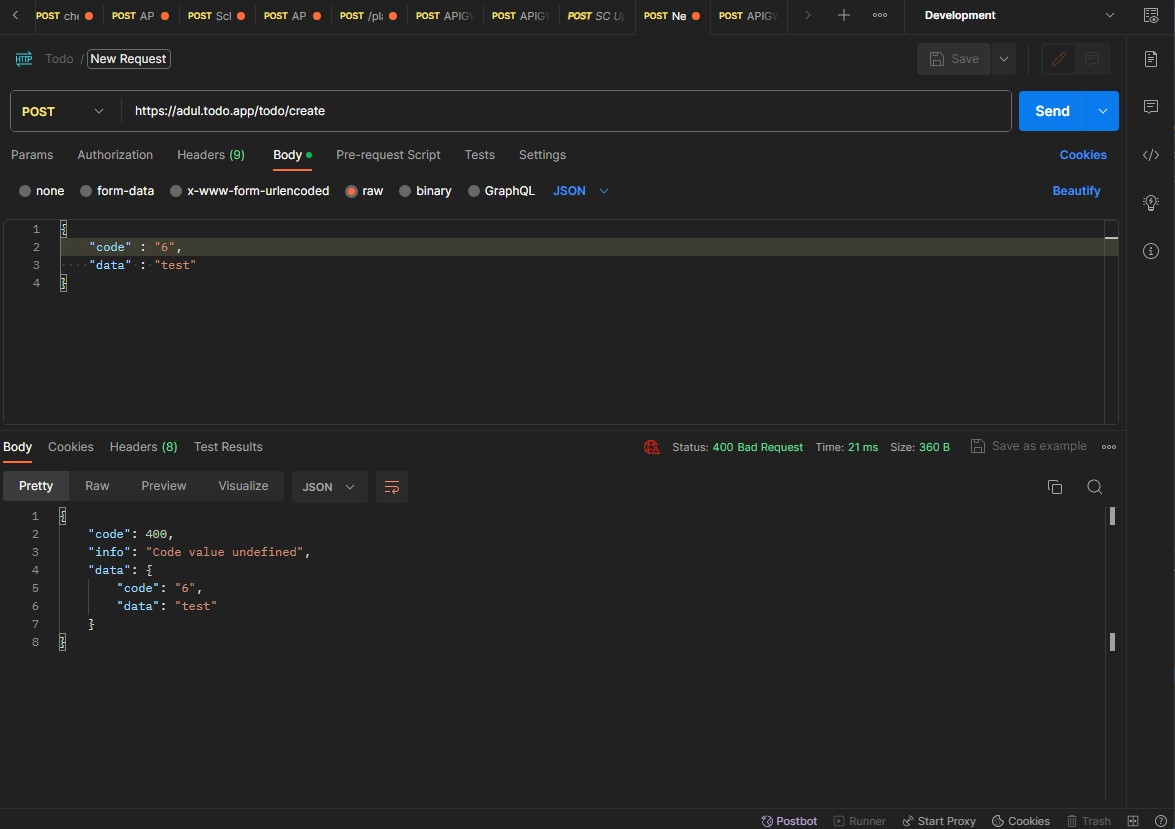 POST che POST AP POST Scl POST AP POST /pl POST APIG POST APIG POST SC U POST Ne POST APIG Development
HTTP Todo / New Request Save
POST https://adul.todo.app/todo/create Send
Params Authorization Headers (9) Body Pre-request Script Tests Settings Cookies
none form-data x-www-form-urlencoded raw binary GraphQL JSON Beautify
1 {
2 "code" : "6",
3 "data" : "test"
4 }
Body Cookies Headers (8) Test Results Status: 400 Bad Request Time: 21 ms Size: 360 B Save as example
Pretty Raw Preview Visualize JSON
1 {
2 "code": 400,
3 "info": "Code value undefined",
4 "data": {
5 "code": "6",
6 "data": "test"
7 }
8 }
Postbot Runner Start Proxy Cookies Trash